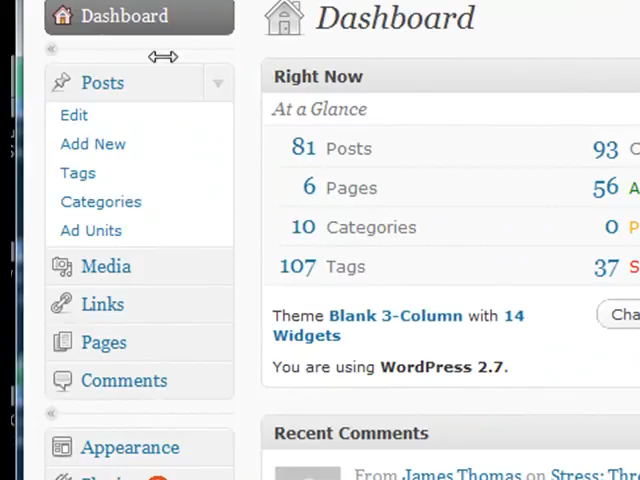 Dashboard
Posts
Edit
Add New
Tags
Categories
Ad Units
Media
Links
Pages
Comments
Appearance
Dashboard
Right Now
At a Glance
81 Posts 93
6 Pages 56
10 Categories 0
107 Tags 37
Theme Blank 3-Column with 14
Widgets
Cha
You are using WordPress 2.7.
Recent Comments
From James Thomas on Stress: Thr